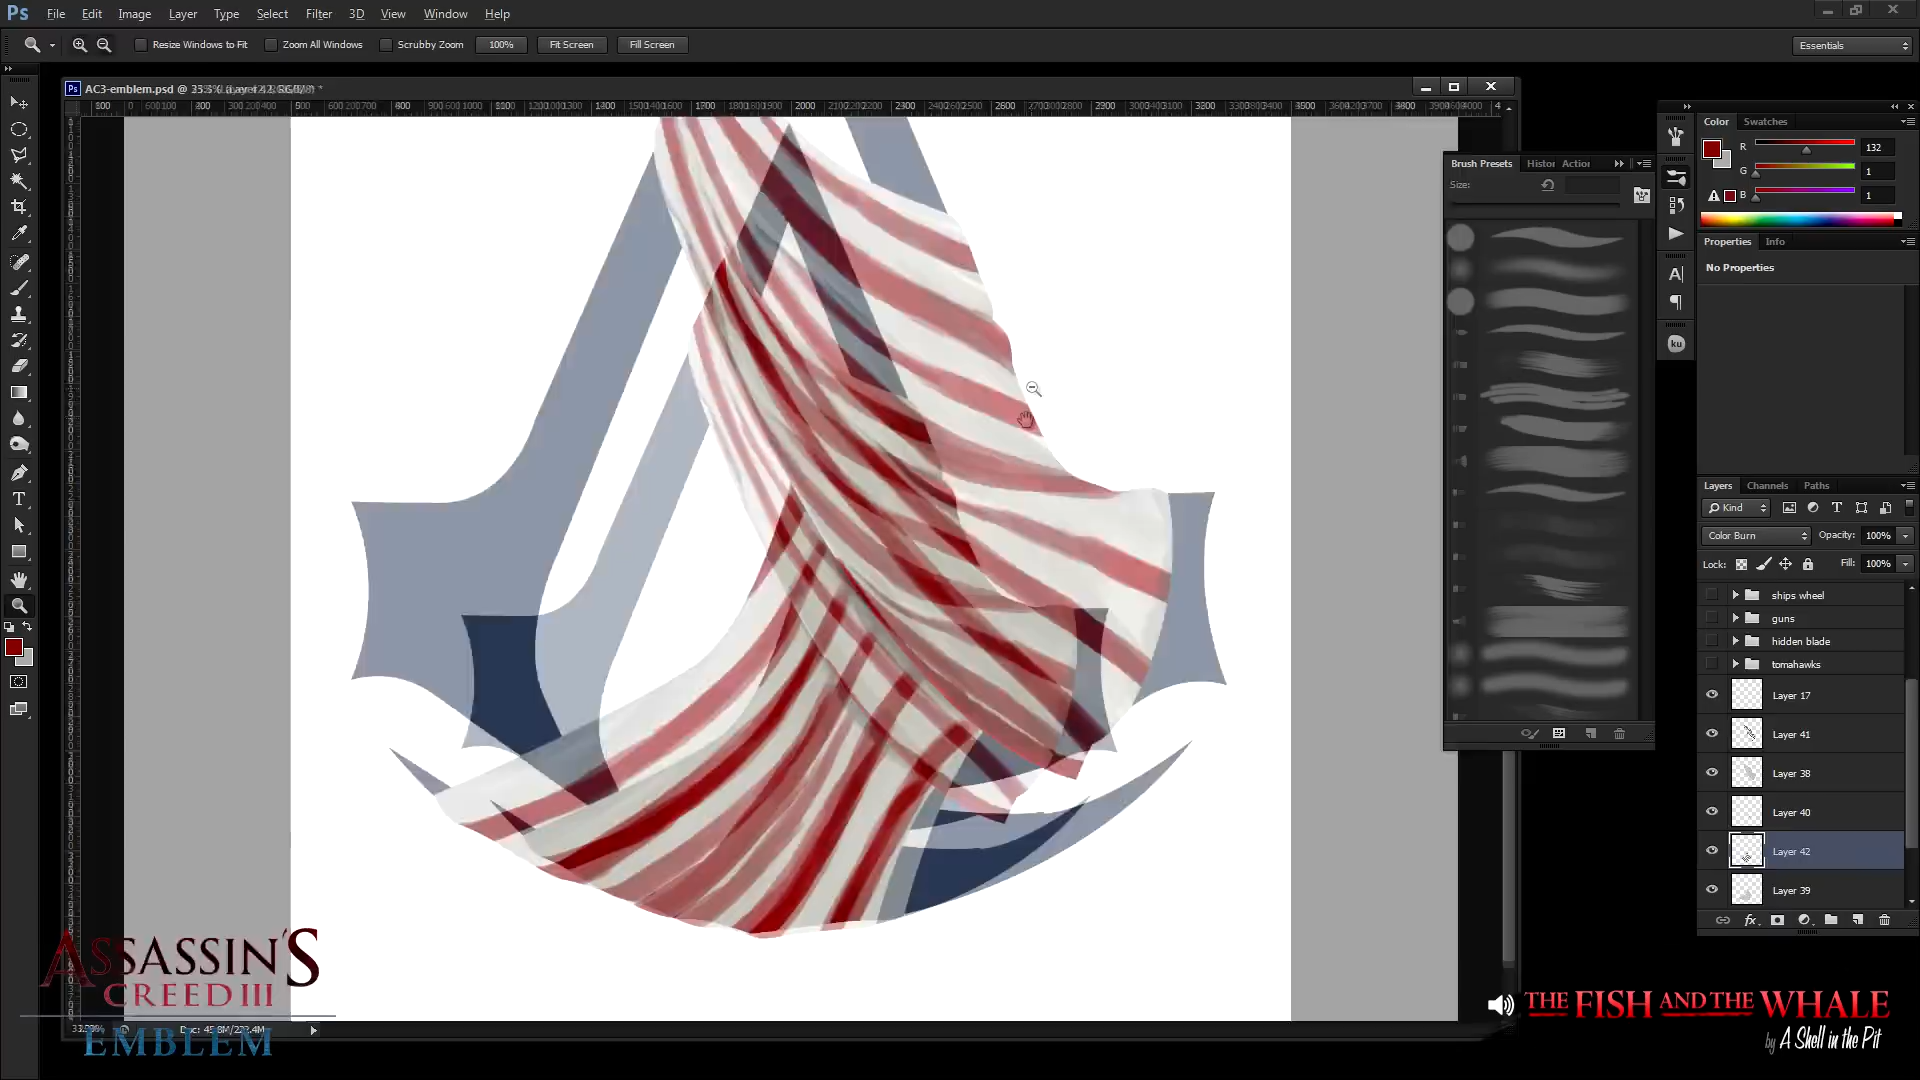 Ps File Edit Image Layer Type Select Filter 3D View Window Help
Resize Windows to Fit Zoom All Windows Scrubby Zoom 100% Fit Screen Fill Screen Essentials
AC3-emblem.psd @
Color Swatches
R 132
G 1
B 1
Brush Presets Histor Action
Size:
Properties Info
No Properties
Layers Channels Paths
Kind
Color Burn Opacity: 100%
Lock: Fill: 100%
ships wheel
guns
hidden blade
tomahawks
Layer 17
Layer 41
Layer 38
Layer 40
Layer 42
Layer 39
ku
ASSASSIN'S
CREED III
EMBLEM
THE FISH AND THE WHALE
by A Shell in the Pit